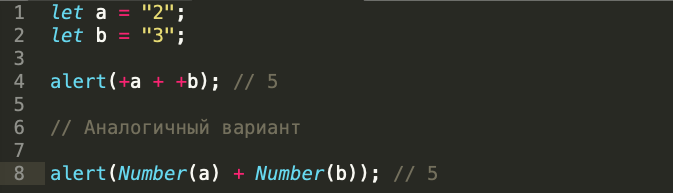 1 let a = "2";
2 let b = "3";
3
4 alert(+a + +b); // 5
5
6 // Аналогичный вариант
7
8 alert(Number(a) + Number(b)); // 5